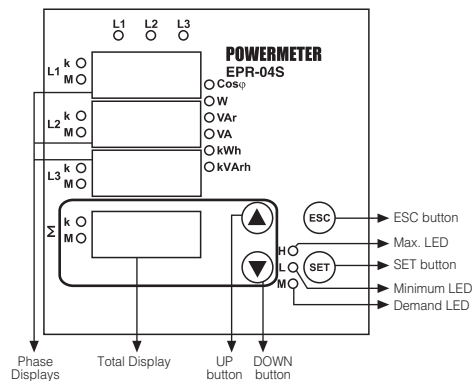 L1 L2 L3
POWERMETER
EPR-04S
L1 k
M
Cosφ
W
L2 k
M
VAr
VA
kWh
L3 k
M
kVArh
Σ k
M
ESC
ESC button
H
Max. LED
L
SET
SET button
M
Minimum LED
Demand LED
Phase Displays
Total Display
UP button
DOWN button